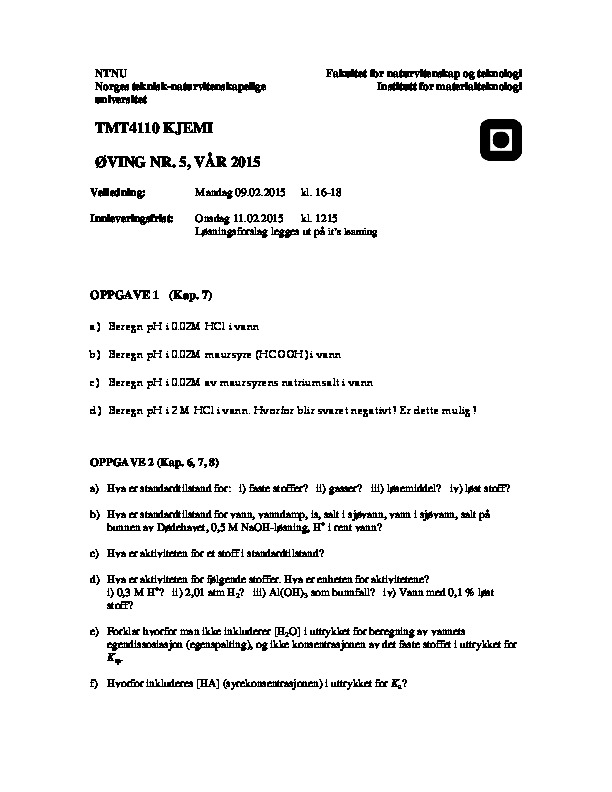 NTNU
Norges teknisk-naturvitenskapelige
universitet
Fakultet for naturvitenskap og teknologi
Institutt for materialteknologi
TMT4110 KJEMI
ØVING NR. 5, VÅR 2015
Veiledning: Mandag 09.02.2015 kl. 16-18
Innleveringsfrist: Onsdag 11.02.2015 kl. 1215
Løsningsforslag legges ut på it's learning
OPPGAVE 1 (Kap. 7)
a) Beregn pH i 0.02M HCl i vann
b) Beregn pH i 0.02M maursyre (HCOOH) i vann
c) Beregn pH i 0.02M av maursyrens natriumsalt i vann
d) Beregn pH i 2 M HCl i vann. Hvorfor blir svaret negativt? Er dette mulig?
OPPGAVE 2 (Kap. 6, 7, 8)
a) Hva er standardtilstand for: i) faste stoffer? ii) gasser? iii) løsemiddel? iv) løst stoff?
b) Hva er standardtilstand for vann, vanndamp, is, salt i sjøvann, vann i sjøvann, salt på
bunnen av Dødehavet, 0,5 M NaOH-løsning, H⁺ i rent vann?
c) Hva er aktiviteten for et stoff i standardtilstand?
d) Hva er aktiviteten for følgende stoffer. Hva er enheten for aktivitetene?
i) 0,3 M H⁺? ii) 2,01 atm H₂? iii) Al(OH)₃ som bunnfall? iv) Vann med 0,1 % løst
stoff?
e) Forklar hvorfor man ikke inkluderer [H₂O] i uttrykket for beregning av vannets
egendissosiasjon (egenspalting), og ikke konsentrasjonen av det faste stoffet i uttrykket for
Ksp.
f) Hvorfor inkluderes [HA] (syrekonsentrasjonen) i uttrykket for Ka?